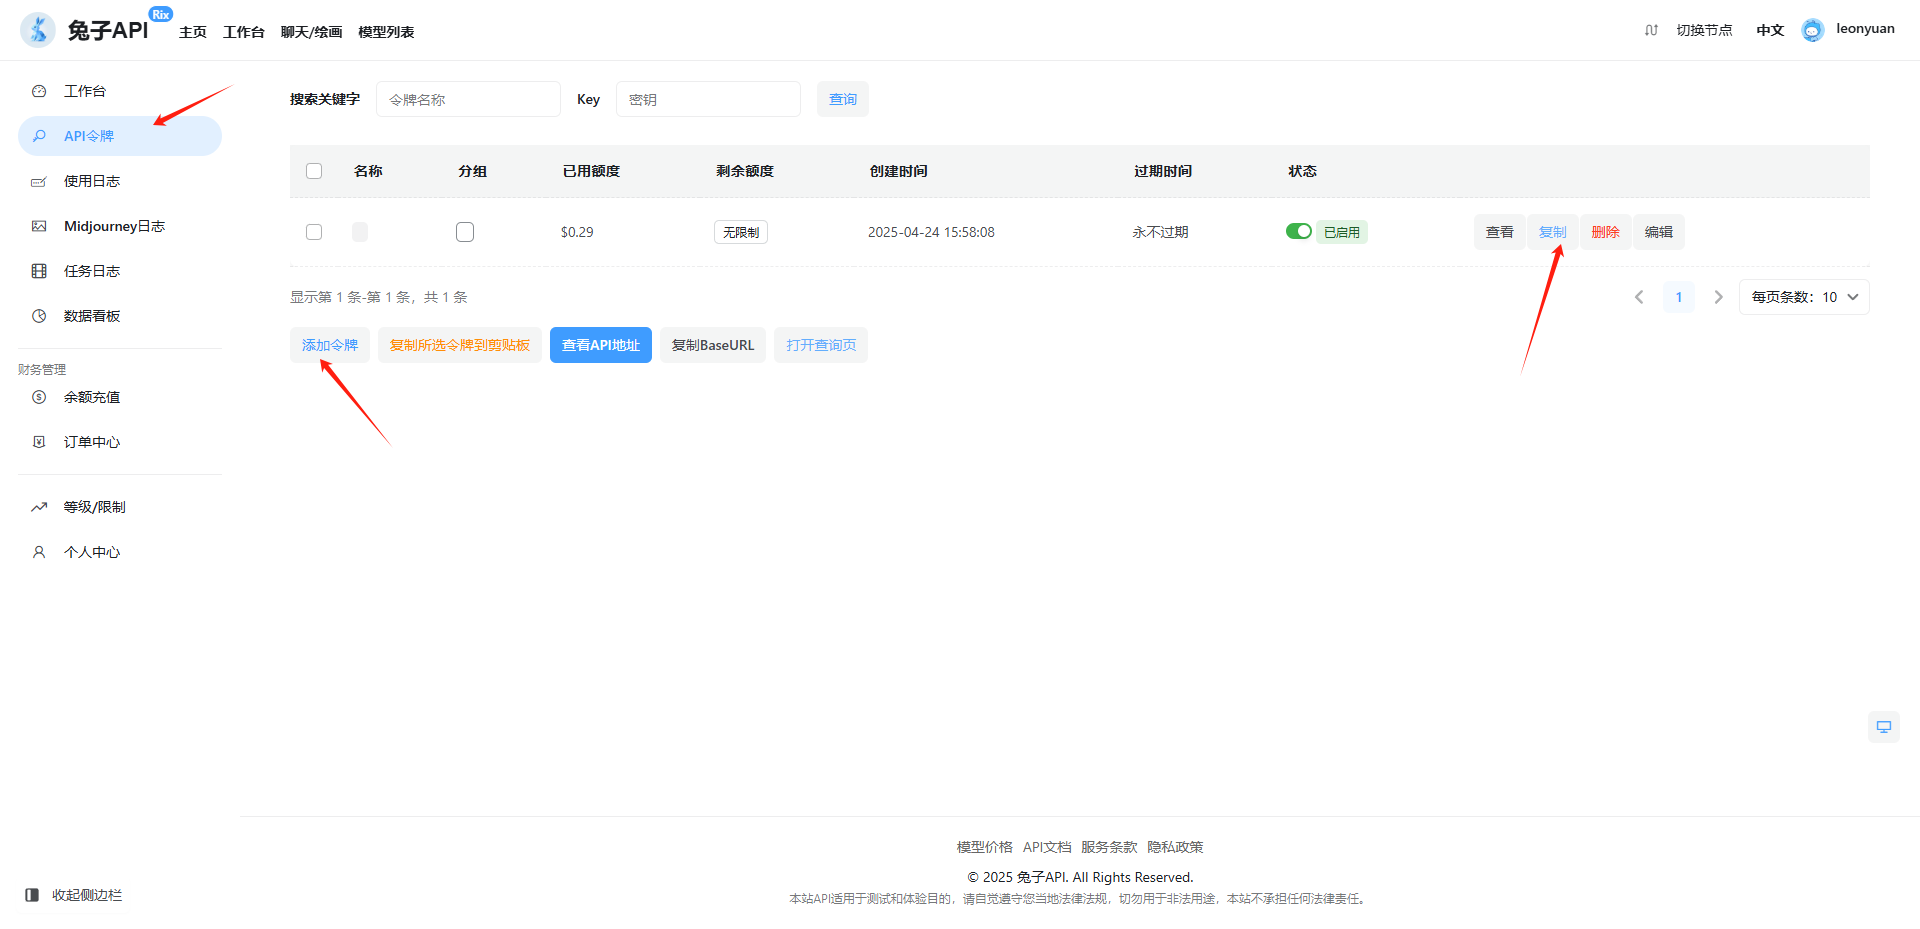 兔子API Rix 主页 工作台 聊天/绘画 模型列表 切换节点 中文 leonyuan
工作台
API令牌
使用日志
Midjourney日志
任务日志
数据看板
财务管理
余额充值
订单中心
等级/限制
个人中心
收起侧边栏
搜索关键字 令牌名称 Key 密钥 查询
名称 分组 已用额度 剩余额度 创建时间 过期时间 状态
$0.29 无限制 2025-04-24 15:58:08 永不过期 已启用 查看 复制 删除 编辑
显示第 1 条-第 1 条，共 1 条 1 每页条数：10
添加令牌 复制所选令牌到剪贴板 查看API地址 复制BaseURL 打开查询页
模型价格 API文档 服务条款 隐私政策
© 2025 兔子API. All Rights Reserved.
本站API适用于测试和体验目的，请自觉遵守您当地法律法规，切勿用于非法用途，本站不承担任何法律责任。